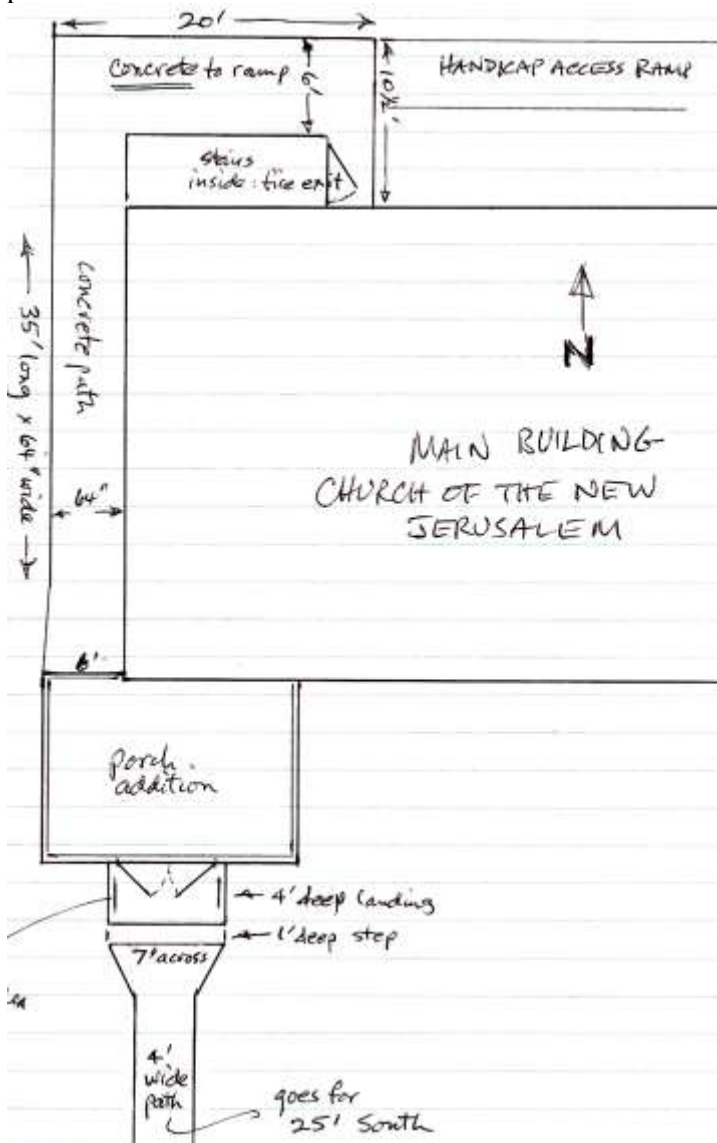 20'
Concrete to ramp
6'
10½'
HANDICAP ACCESS RAMP
stairs
inside: fire exit
concrete path
35' long x 64" wide
64"
N
MAIN BUILDING
CHURCH OF THE NEW
JERUSALEM
6'
porch
addition
4' deep landing
1' deep step
7' across
4'
wide
path
goes for
25' South